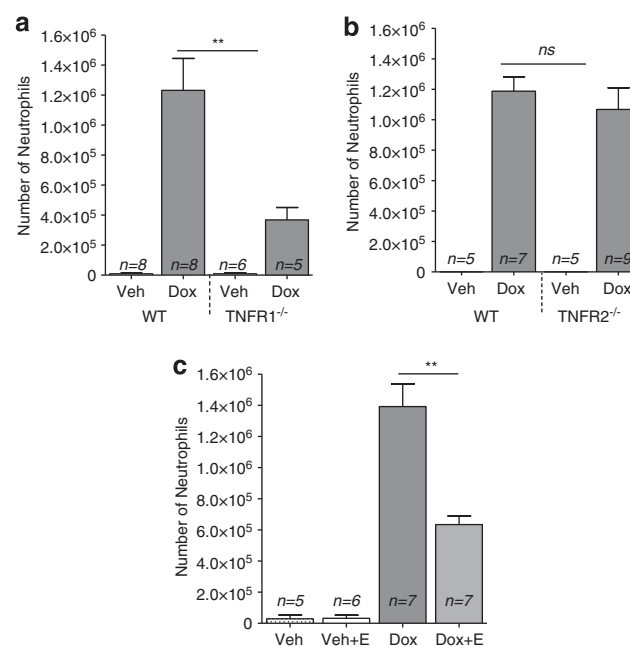 a
**
Number of Neutrophils
1.6×10⁶
1.4×10⁶
1.2×10⁶
1.0×10⁶
8.0×10⁵
6.0×10⁵
4.0×10⁵
2.0×10⁵
0
n=8 n=8 n=6 n=5
Veh Dox Veh Dox
WT TNFR1⁻/⁻
b
ns
Number of Neutrophils
1.6×10⁶
1.4×10⁶
1.2×10⁶
1.0×10⁶
8.0×10⁵
6.0×10⁵
4.0×10⁵
2.0×10⁵
0
n=5 n=7 n=5 n=9
Veh Dox Veh Dox
WT TNFR2⁻/⁻
c
**
Number of Neutrophils
1.6×10⁶
1.4×10⁶
1.2×10⁶
1.0×10⁶
8.0×10⁵
6.0×10⁵
4.0×10⁵
2.0×10⁵
0
n=5 n=6 n=7 n=7
Veh Veh+E Dox Dox+E